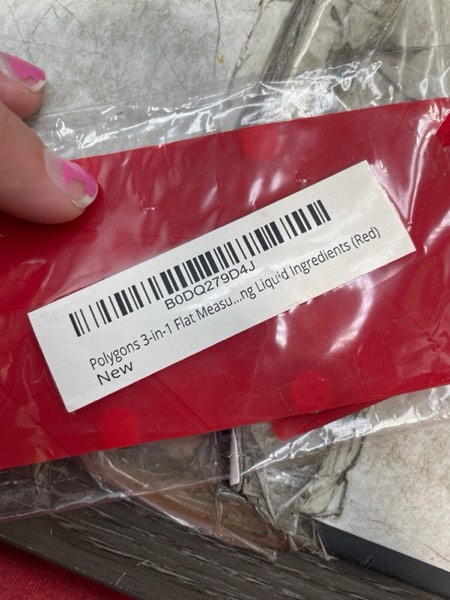 B0DQ279D4J
Polygons 3-in-1 Flat Measu...ng Liquid Ingredients (Red)
New